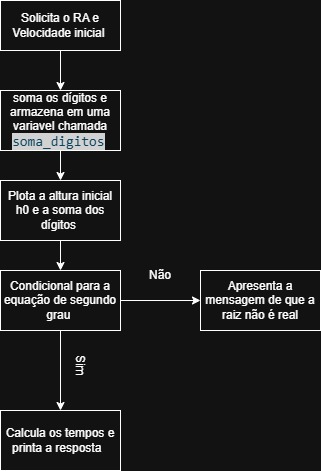 Solicita o RA e
Velocidade inicial
soma os dígitos e
armazena em uma
variavel chamada
soma_digitos
Plota a altura inicial
h0 e a soma dos
dígitos
Condicional para a
equação de segundo
grau
Não
Apresenta a
mensagem de que a
raiz não é real
Sim
Calcula os tempos e
printa a resposta